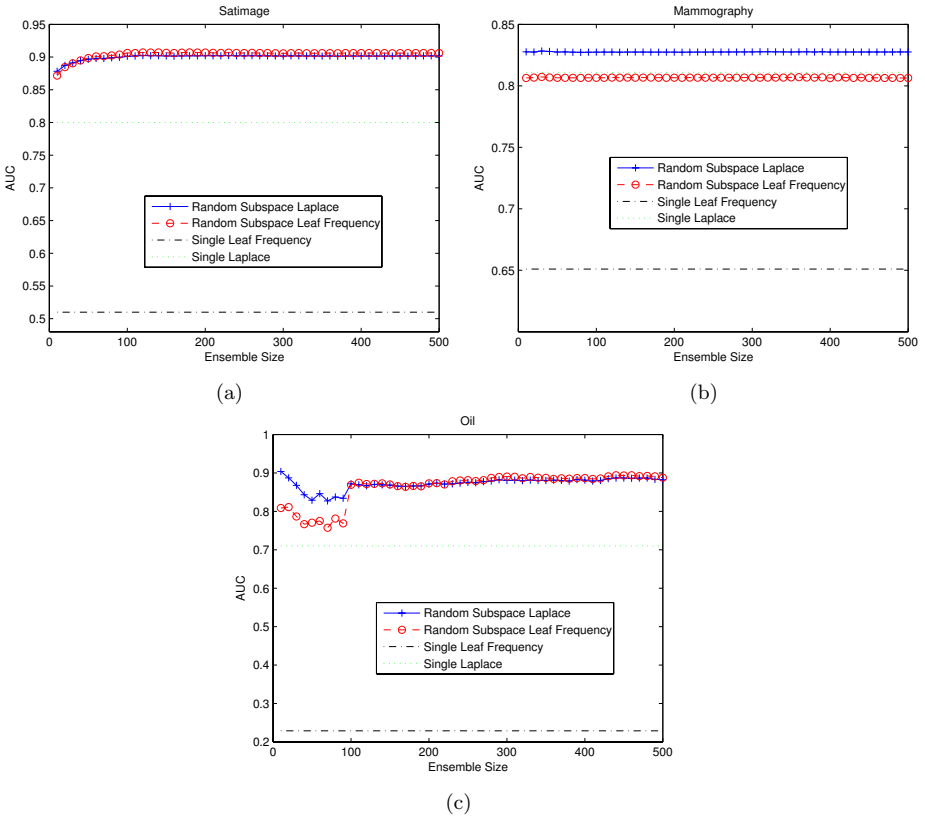 Satimage
0.95
0.9
0.85
0.8
0.75
0.7
0.65
0.6
0.55
0.5
AUC
Random Subspace Laplace
Random Subspace Leaf Frequency
Single Leaf Frequency
Single Laplace
0 100 200 300 400 500
Ensemble Size
(a)
Mammography
0.85
0.8
0.75
0.7
0.65
AUC
Random Subspace Laplace
Random Subspace Leaf Frequency
Single Leaf Frequency
Single Laplace
0 100 200 300 400 500
Ensemble Size
(b)
Oil
1
0.9
0.8
0.7
0.6
0.5
0.4
0.3
0.2
AUC
Random Subspace Laplace
Random Subspace Leaf Frequency
Single Leaf Frequency
Single Laplace
0 100 200 300 400 500
Ensemble Size
(c)